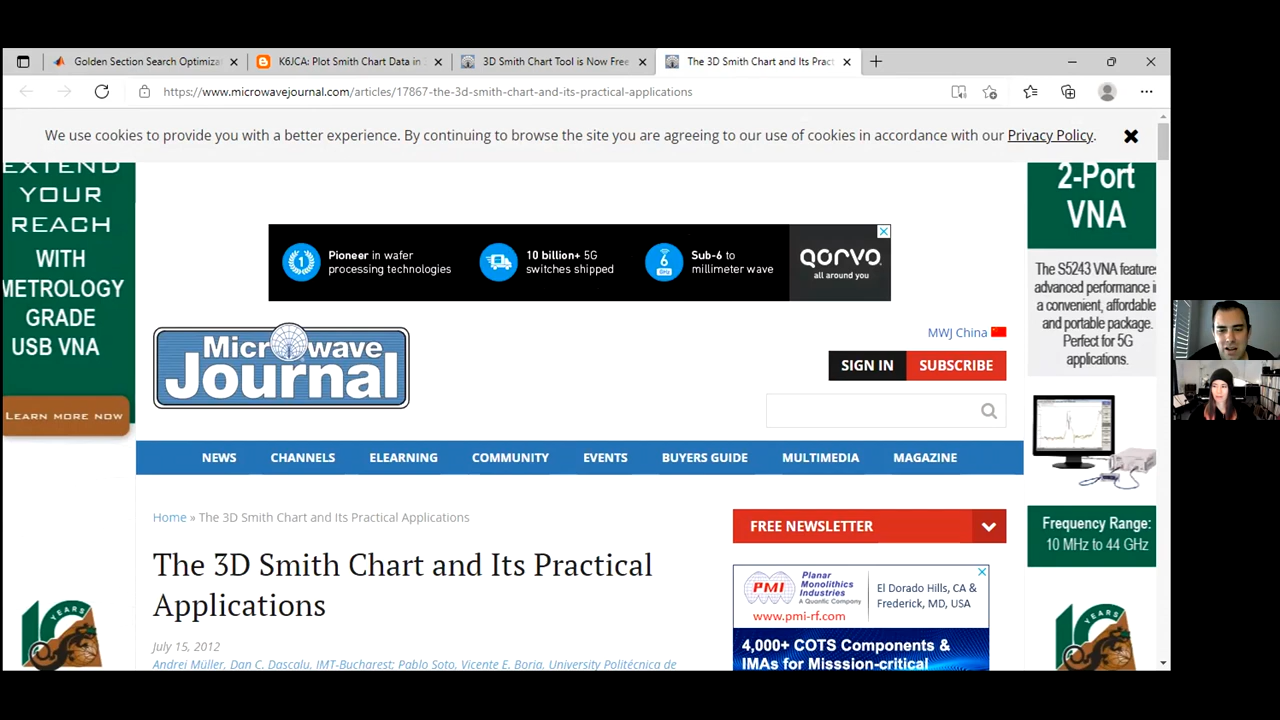 Golden Section Search Optimiza
K6JCA: Plot Smith Chart Data in
3D Smith Chart Tool is Now Free
The 3D Smith Chart and Its Pract
https://www.microwavejournal.com/articles/17867-the-3d-smith-chart-and-its-practical-applications
We use cookies to provide you with a better experience. By continuing to browse the site you are agreeing to our use of cookies in accordance with our Privacy Policy.
EXTEND
YOUR
REACH
WITH
METROLOGY
GRADE
USB VNA
LEARN MORE NOW
10
YEARS
1
Pioneer in wafer
processing technologies
10 billion+ 5G
switches shipped
6
GHz
Sub-6 to
millimeter wave
QORVO
all around you
2-Port
VNA
The S5243 VNA features
advanced performance i
a convenient, affordable
and portable package.
Perfect for 5G
applications.
Frequency Range:
10 MHz to 44 GHz
YEARS
Microwave
Journal
MWJ China
SIGN IN
SUBSCRIBE
NEWS
CHANNELS
ELEARNING
COMMUNITY
EVENTS
BUYERS GUIDE
MULTIMEDIA
MAGAZINE
Home » The 3D Smith Chart and Its Practical Applications
The 3D Smith Chart and Its Practical
Applications
July 15, 2012
Andrei Müller, Dan C. Dascalu, IMT-Bucharest; Pablo Soto, Vicente E. Boria, University Politécnica de
FREE NEWSLETTER
PMI
Planar
Monolithics
Industries
A Quantic Company
www.pmi-rf.com
El Dorado Hills, CA &
Frederick, MD, USA
4,000+ COTS Components &
IMAs for Misssion-critical